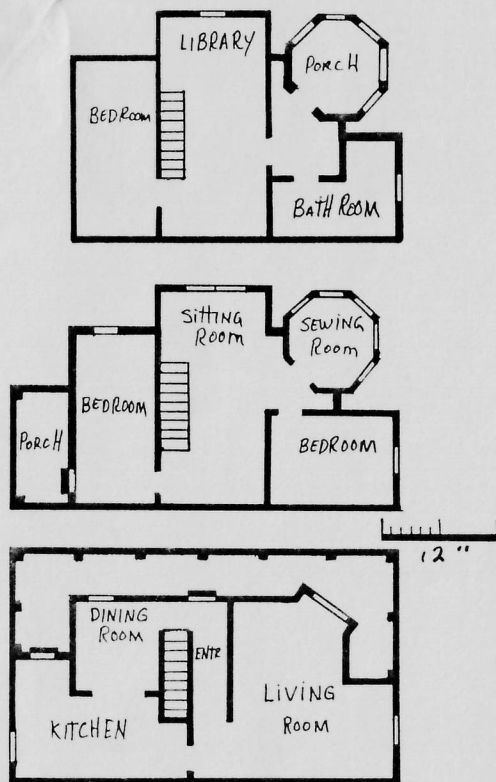 LIBRARY
PORCH
BEDROOM
BATH ROOM
SITTING
ROOM
SEWING
ROOM
BEDROOM
PORCH
BEDROOM
12"
DINING
ROOM
ENTR
LIVING
ROOM
KITCHEN